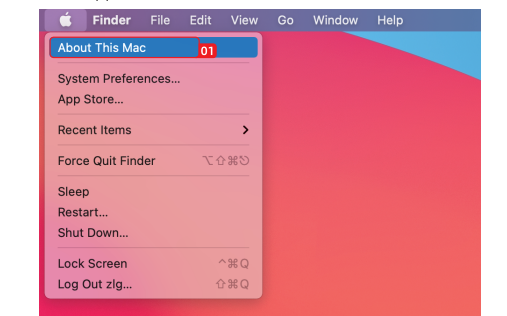 Finder File Edit View Go Window Help
About This Mac 01
System Preferences...
App Store...
Recent Items
Force Quit Finder ⌥⇧⌘⎋
Sleep
Restart...
Shut Down...
Lock Screen ^⌘Q
Log Out zlg... ⇧⌘Q